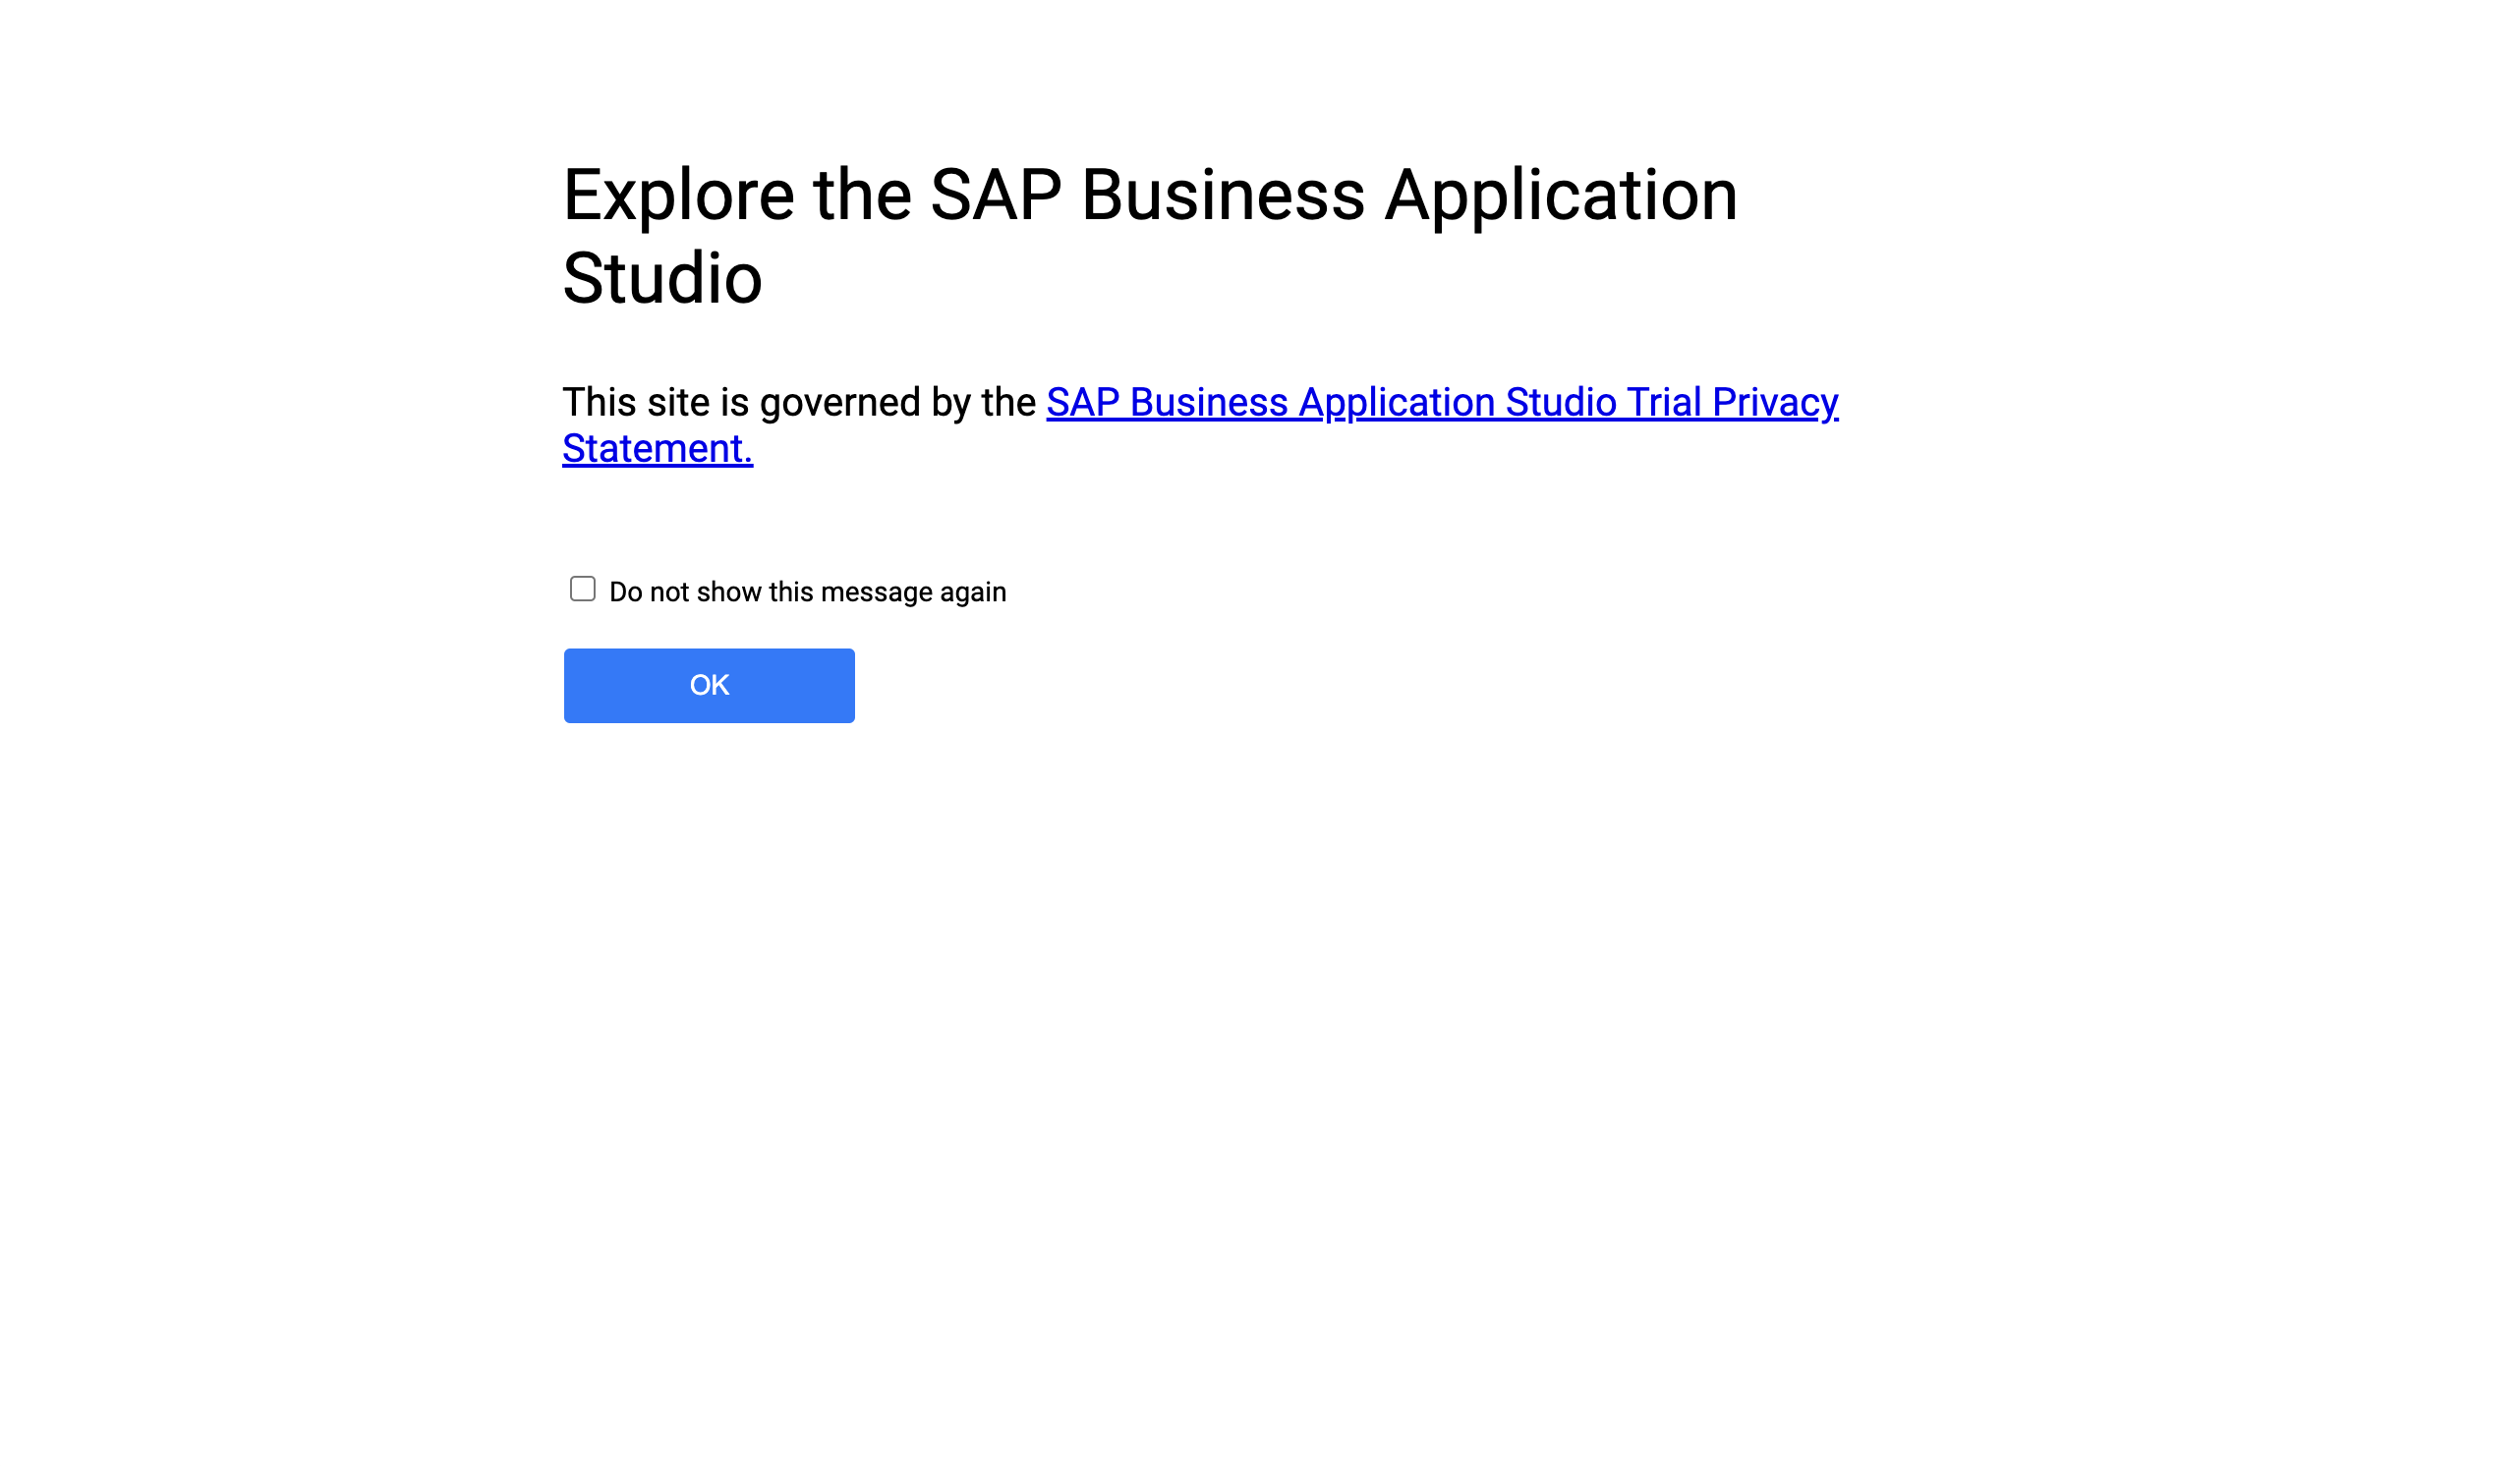 Explore the SAP Business Application
Studio
This site is governed by the SAP Business Application Studio Trial Privacy
Statement.
Do not show this message again
OK